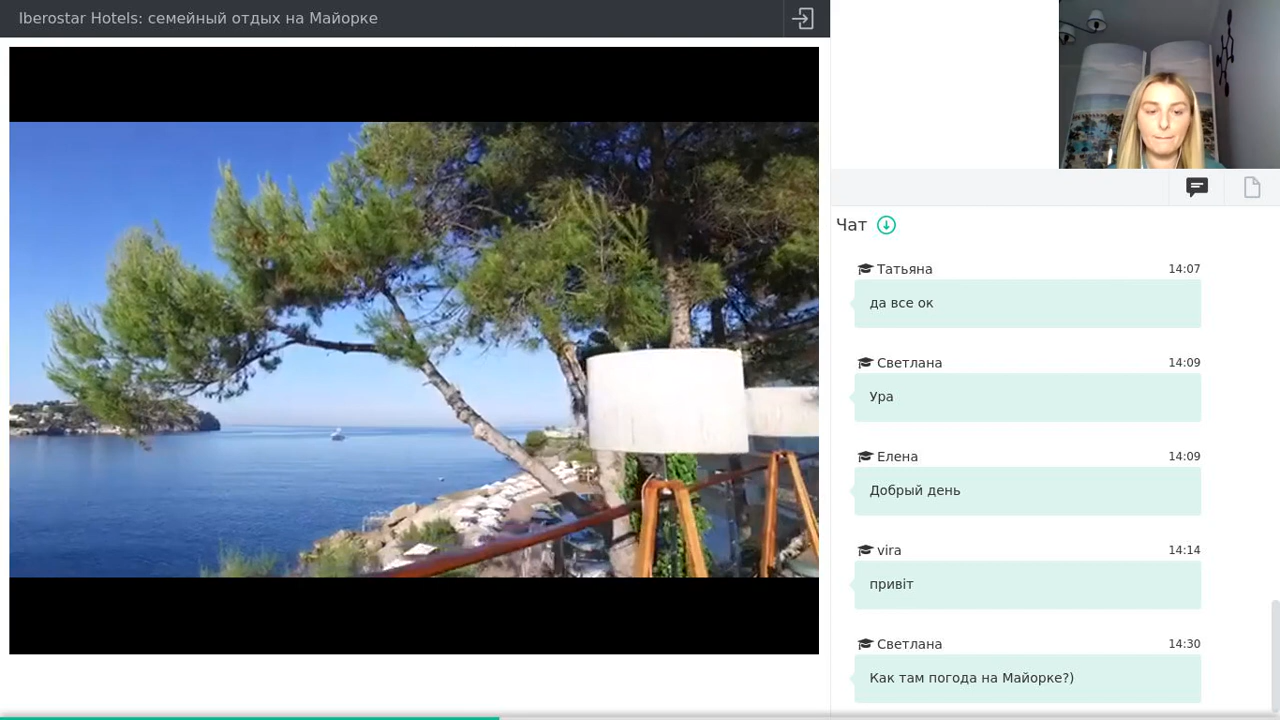 Iberostar Hotels: семейный отдых на Майорке
Чат
Татьяна 14:07
да все ок
Светлана 14:09
Ура
Елена 14:09
Добрый день
vira 14:14
привіт
Светлана 14:30
Как там погода на Майорке?)